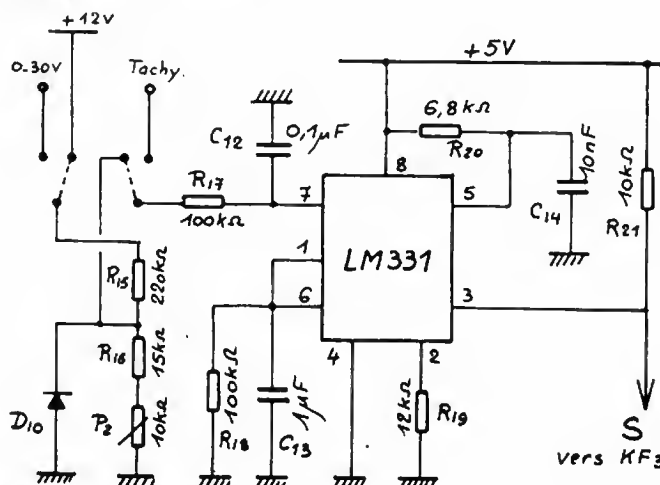 +12V
+5V
0-30V
Tachy.
6,8kΩ
R20
C12
0,1µF
8
10nF
C14
10kΩ
R21
R17
100kΩ
7
5
1
LM331
R15
220kΩ
6
3
4
2
R16
15kΩ
R18
100kΩ
1µF
C13
12kΩ
R19
D10
P2
10kΩ
S
vers KF3